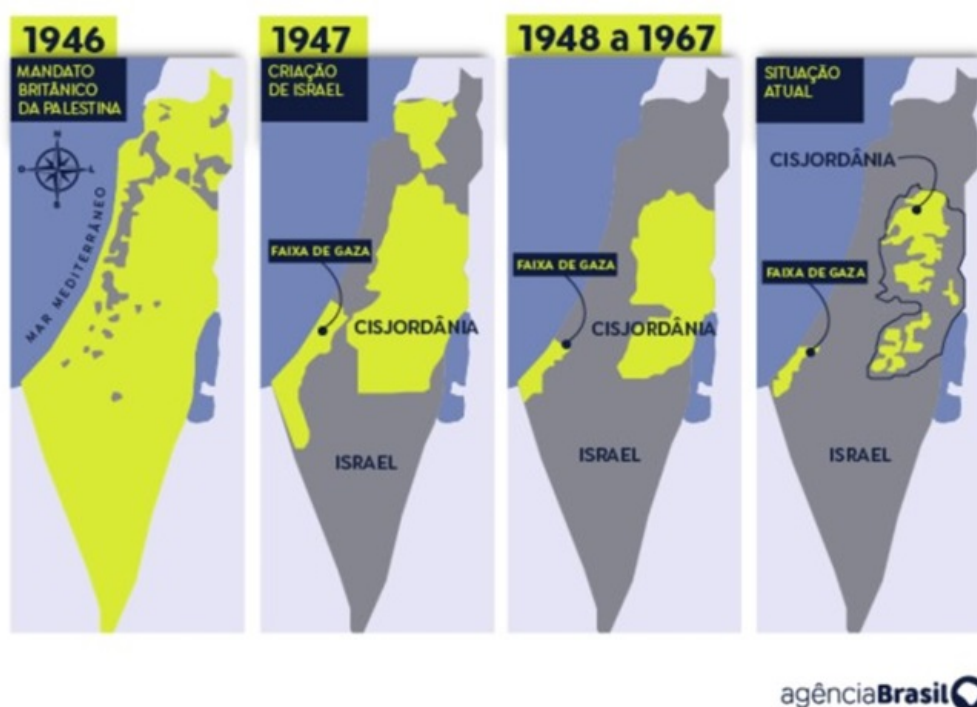 1946
MANDATO
BRITÂNICO
DA PALESTINA
N
O
L
S
MAR MEDITERRÂNEO
1947
CRIAÇÃO
DE ISRAEL
FAIXA DE GAZA
CISJORDÂNIA
ISRAEL
1948 a 1967
FAIXA DE GAZA
CISJORDÂNIA
ISRAEL
SITUAÇÃO
ATUAL
CISJORDÂNIA
FAIXA DE GAZA
ISRAEL
agênciaBrasil